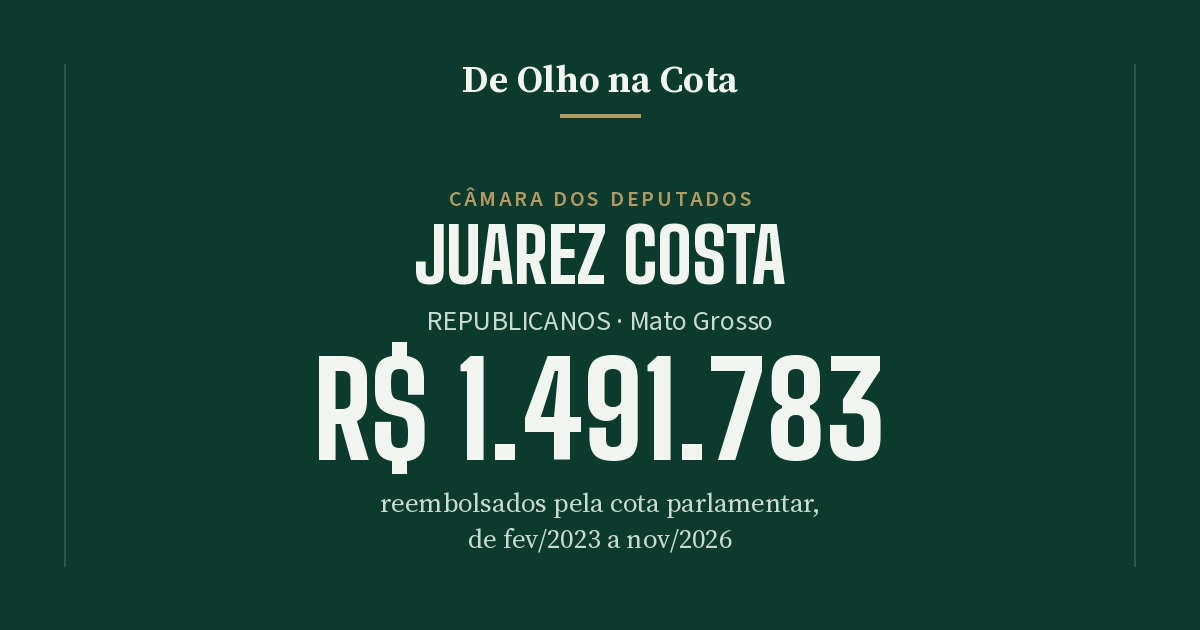 De Olho na Cota
CÂMARA DOS DEPUTADOS
JUAREZ COSTA
REPUBLICANOS · Mato Grosso
R$ 1.491.783
reembolsados pela cota parlamentar,
de fev/2023 a nov/2026